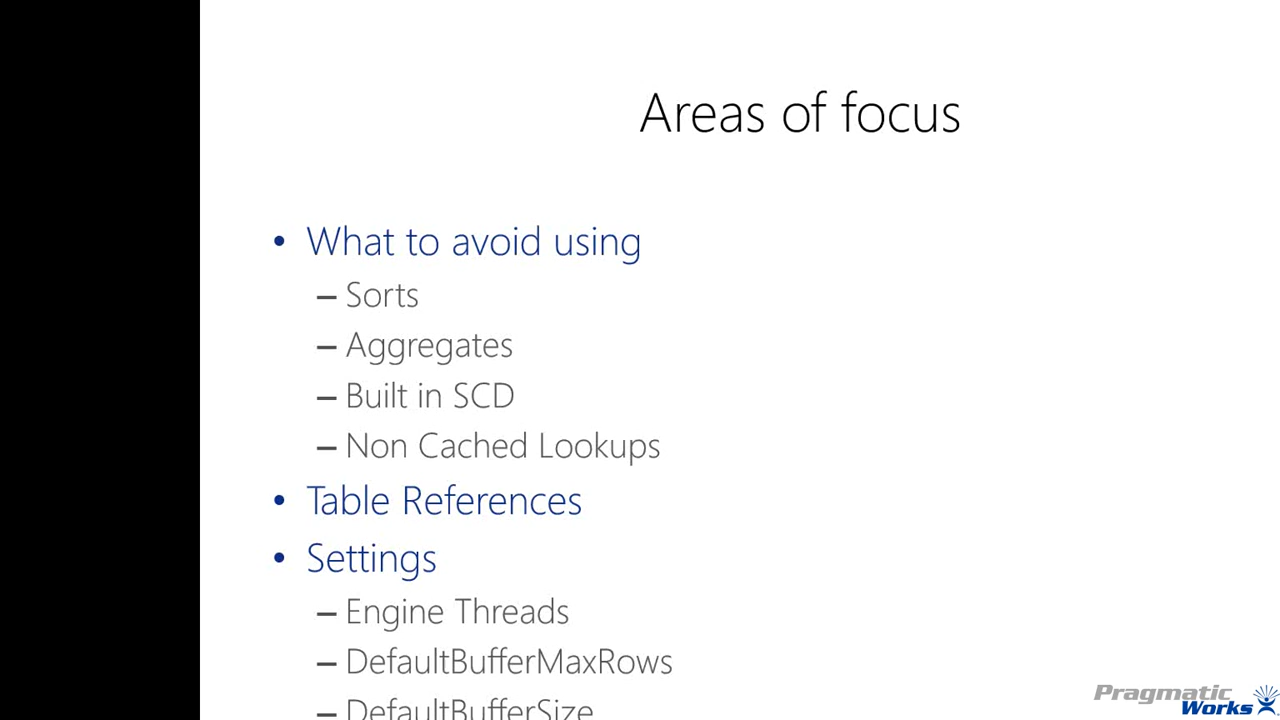 Areas of focus
• What to avoid using
– Sorts
– Aggregates
– Built in SCD
– Non Cached Lookups
• Table References
• Settings
– Engine Threads
– DefaultBufferMaxRows
– DefaultBufferSize
Pragmatic
Works